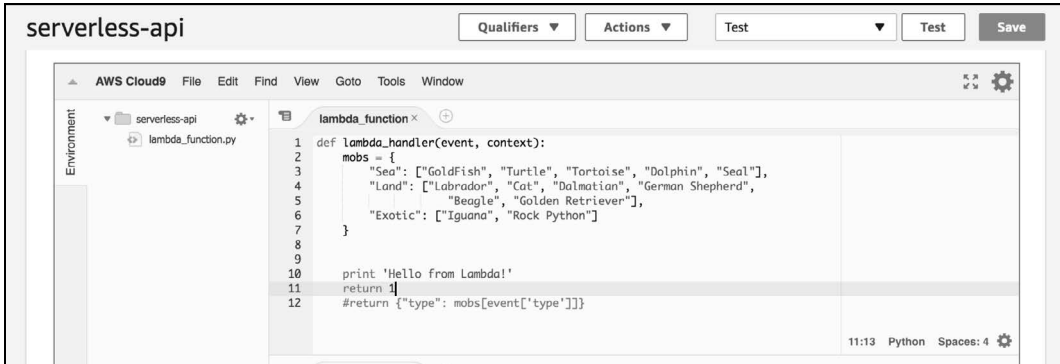 serverless-api
Qualifiers
Actions
Test
Test
Save
AWS Cloud9 File Edit Find View Goto Tools Window
Environment
serverless-api
lambda_function.py
lambda_function
1 def lambda_handler(event, context):
2 mobs = {
3 "Sea": ["GoldFish", "Turtle", "Tortoise", "Dolphin", "Seal"],
4 "Land": ["Labrador", "Cat", "Dalmatian", "German Shepherd",
5 "Beagle", "Golden Retriever"],
6 "Exotic": ["Iguana", "Rock Python"]
7 }
8
9
10 print 'Hello from Lambda!'
11 return 1
12 #return {"type": mobs[event['type']]}
11:13 Python Spaces: 4